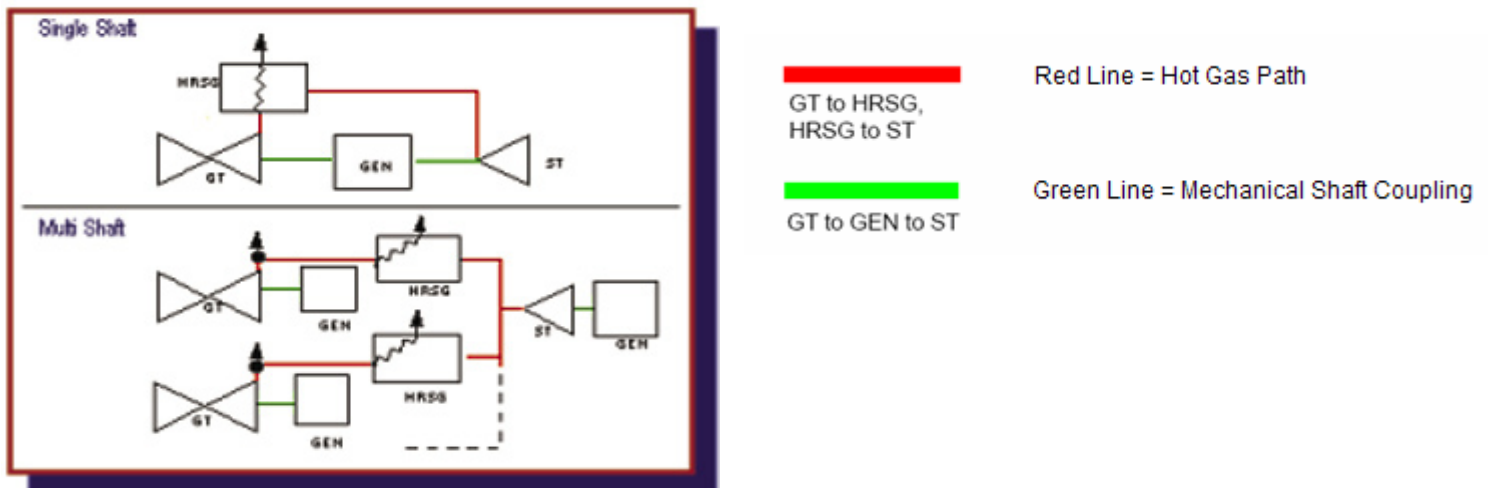 Single Shaft
HRSG
GT
GEN
ST
Multi Shaft
GT
GEN
HRSG
ST
GEN
GT
GEN
HRSG
Red Line = Hot Gas Path
GT to HRSG,
HRSG to ST
Green Line = Mechanical Shaft Coupling
GT to GEN to ST